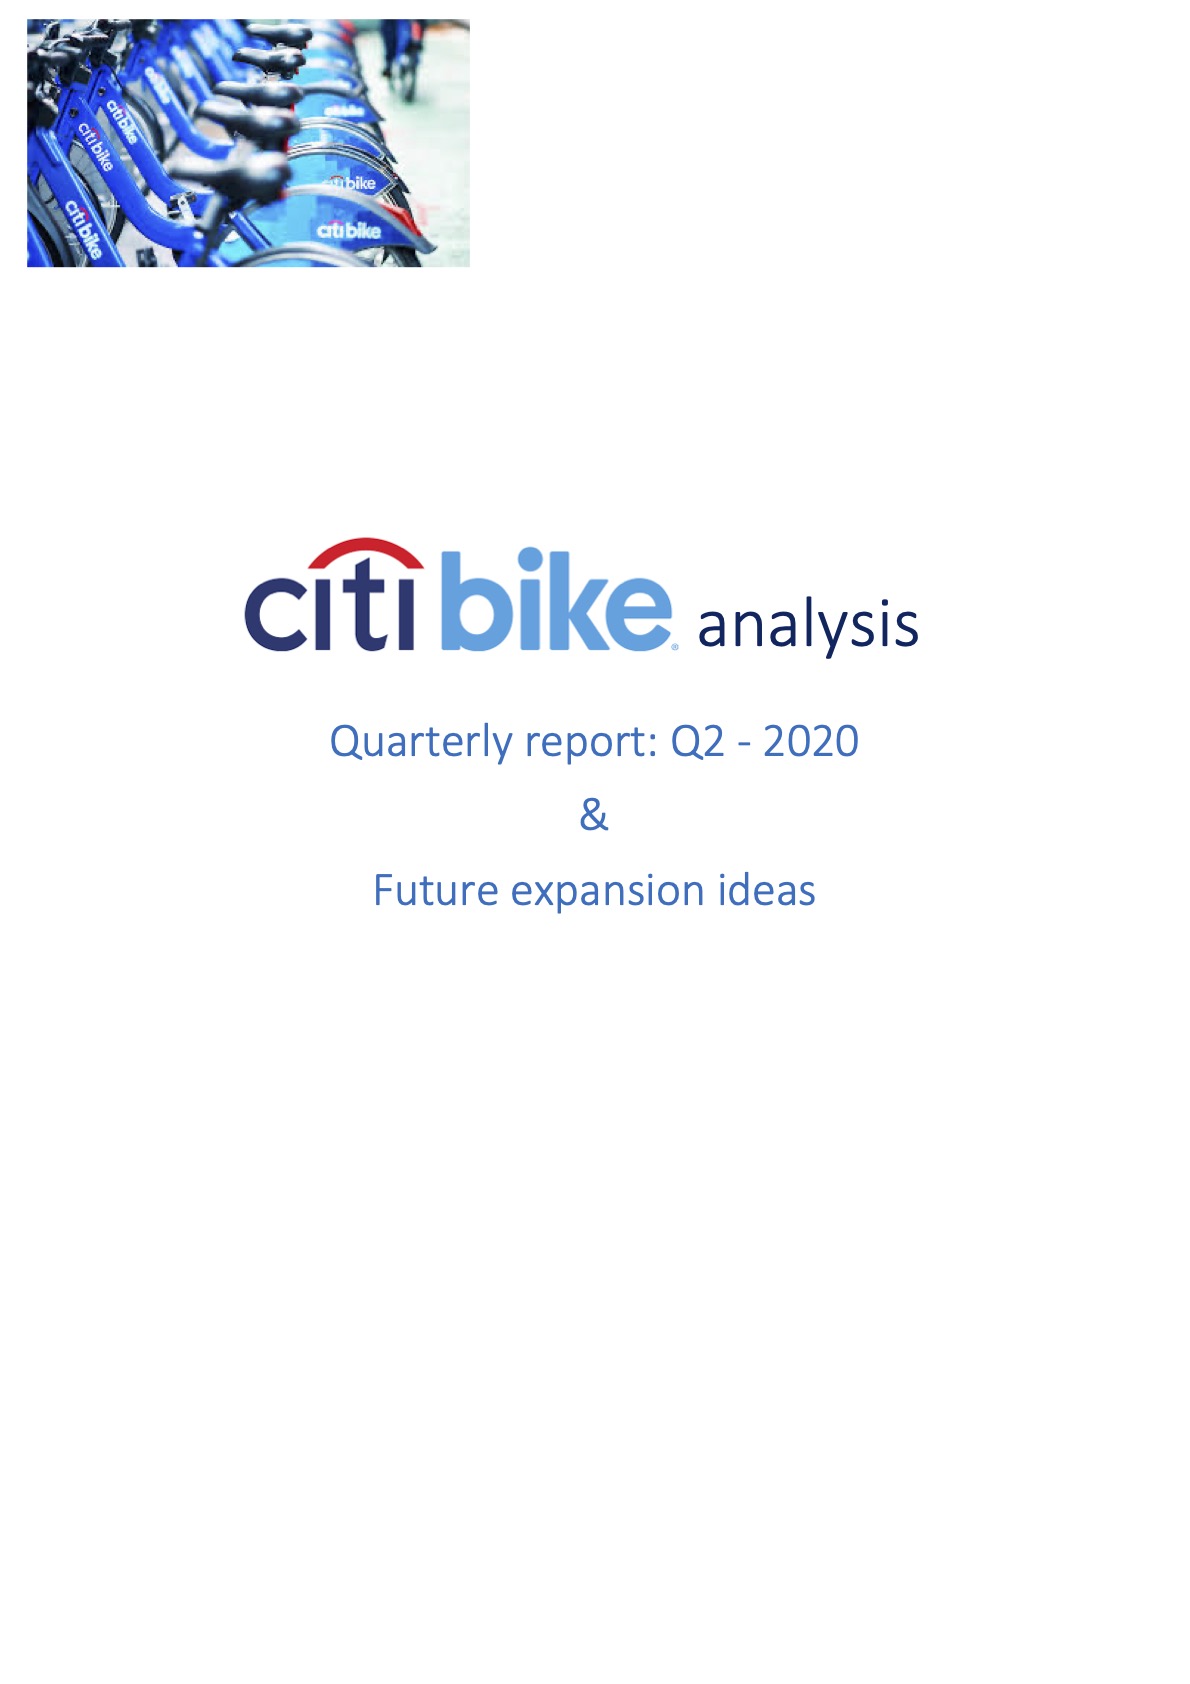 citi bike
citi bike
citi bike
citi bike
citi bike
citi bike® analysis
Quarterly report: Q2 - 2020
&
Future expansion ideas